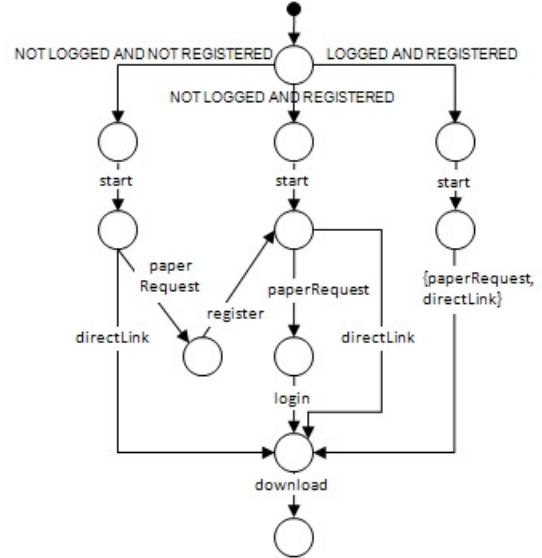 NOT LOGGED AND NOT REGISTERED
LOGGED AND REGISTERED
NOT LOGGED AND REGISTERED
start
start
start
paper
Request
{paperRequest,
directLink}
paperRequest
register
directLink
directLink
login
download